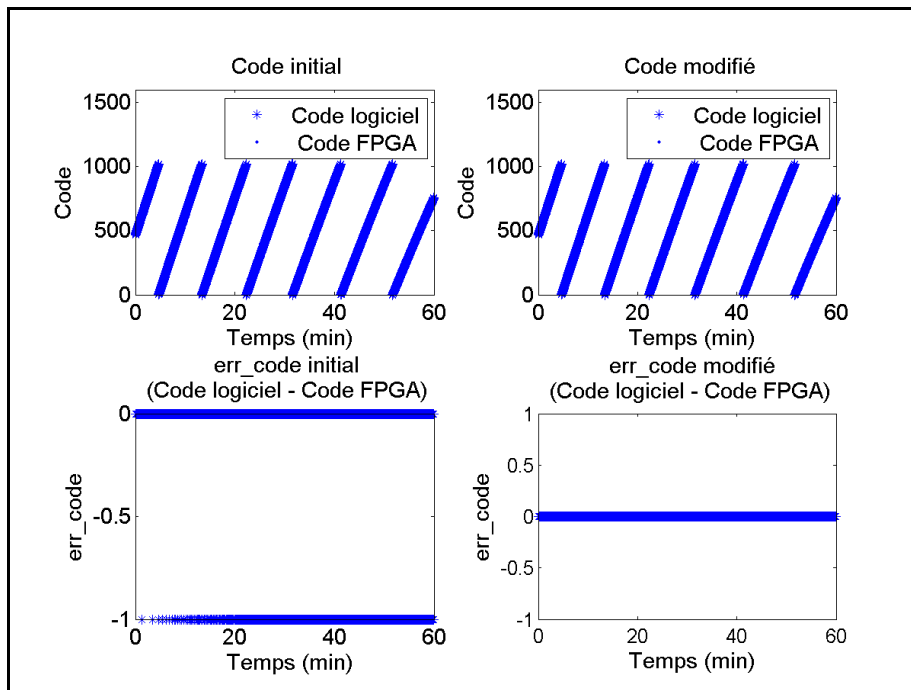 Code initial
1500
1000
500
0
Code
Code logiciel
Code FPGA
0 20 40 60
Temps (min)
Code modifié
1500
1000
500
0
Code
Code logiciel
Code FPGA
0 20 40 60
Temps (min)
err_code initial
(Code logiciel - Code FPGA)
0
-0.5
-1
err_code
0 20 40 60
Temps (min)
err_code modifié
(Code logiciel - Code FPGA)
1
0.5
0
-0.5
-1
err_code
0 20 40 60
Temps (min)